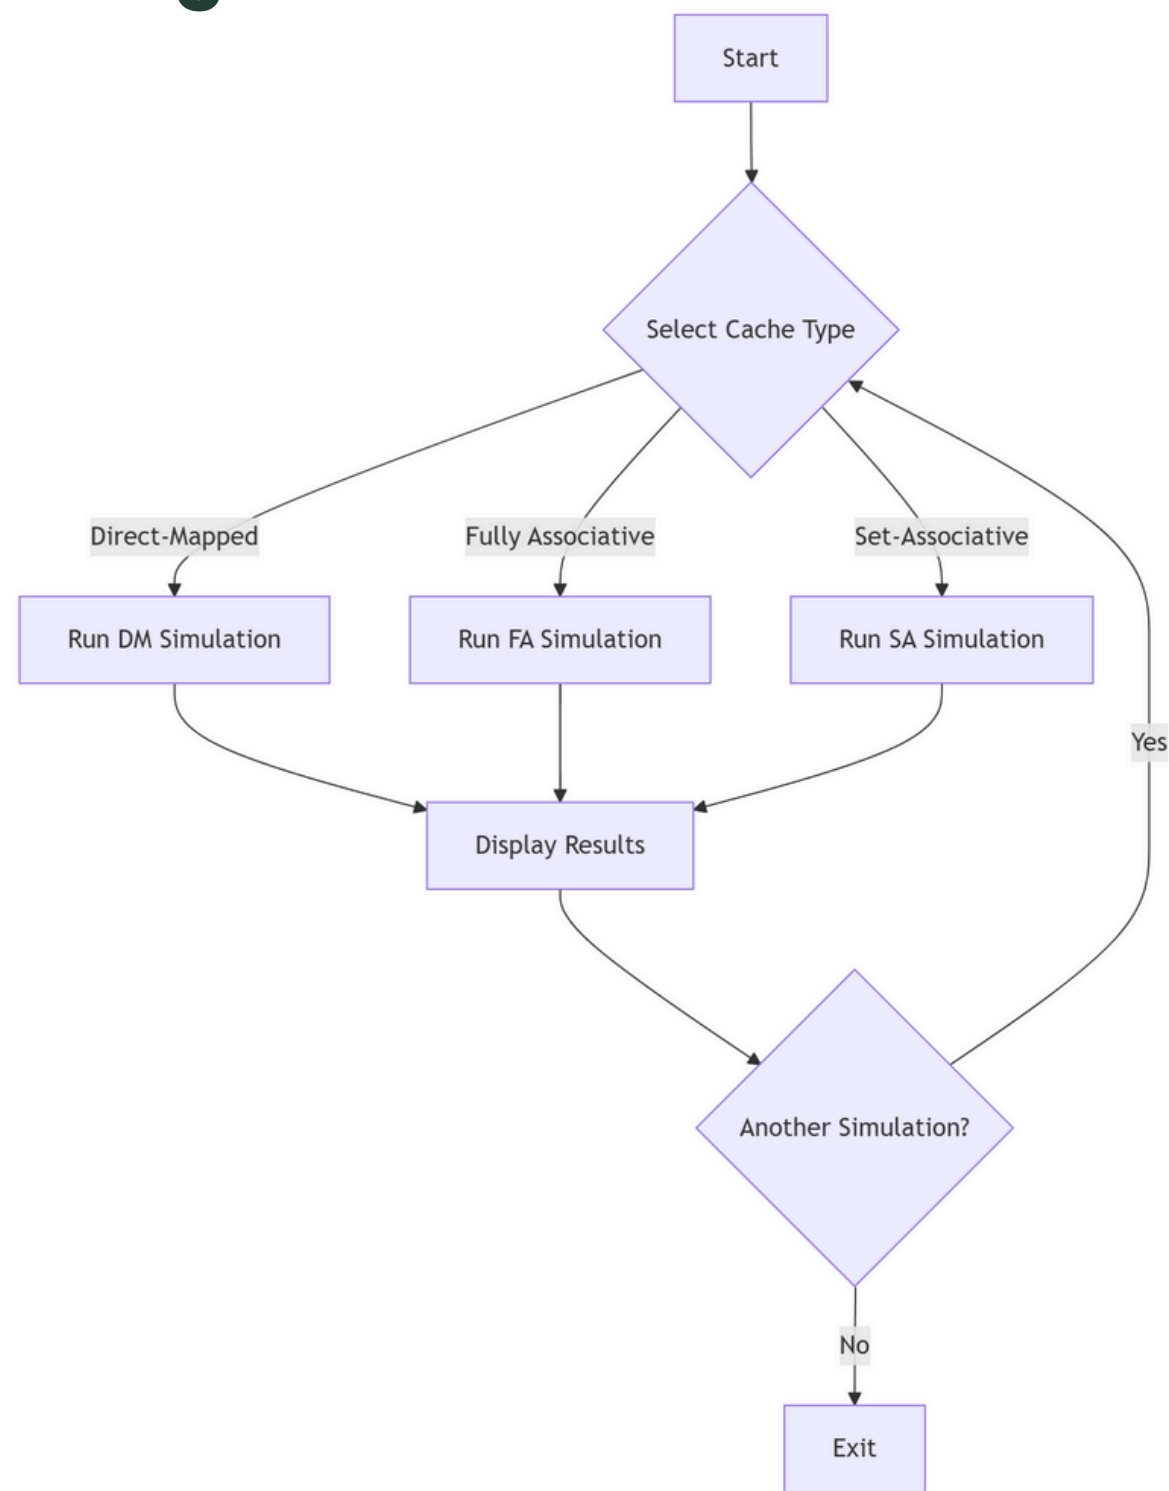 Start
Select Cache Type
Direct-Mapped
Fully Associative
Set-Associative
Run DM Simulation
Run FA Simulation
Run SA Simulation
Yes
Display Results
Another Simulation?
No
Exit